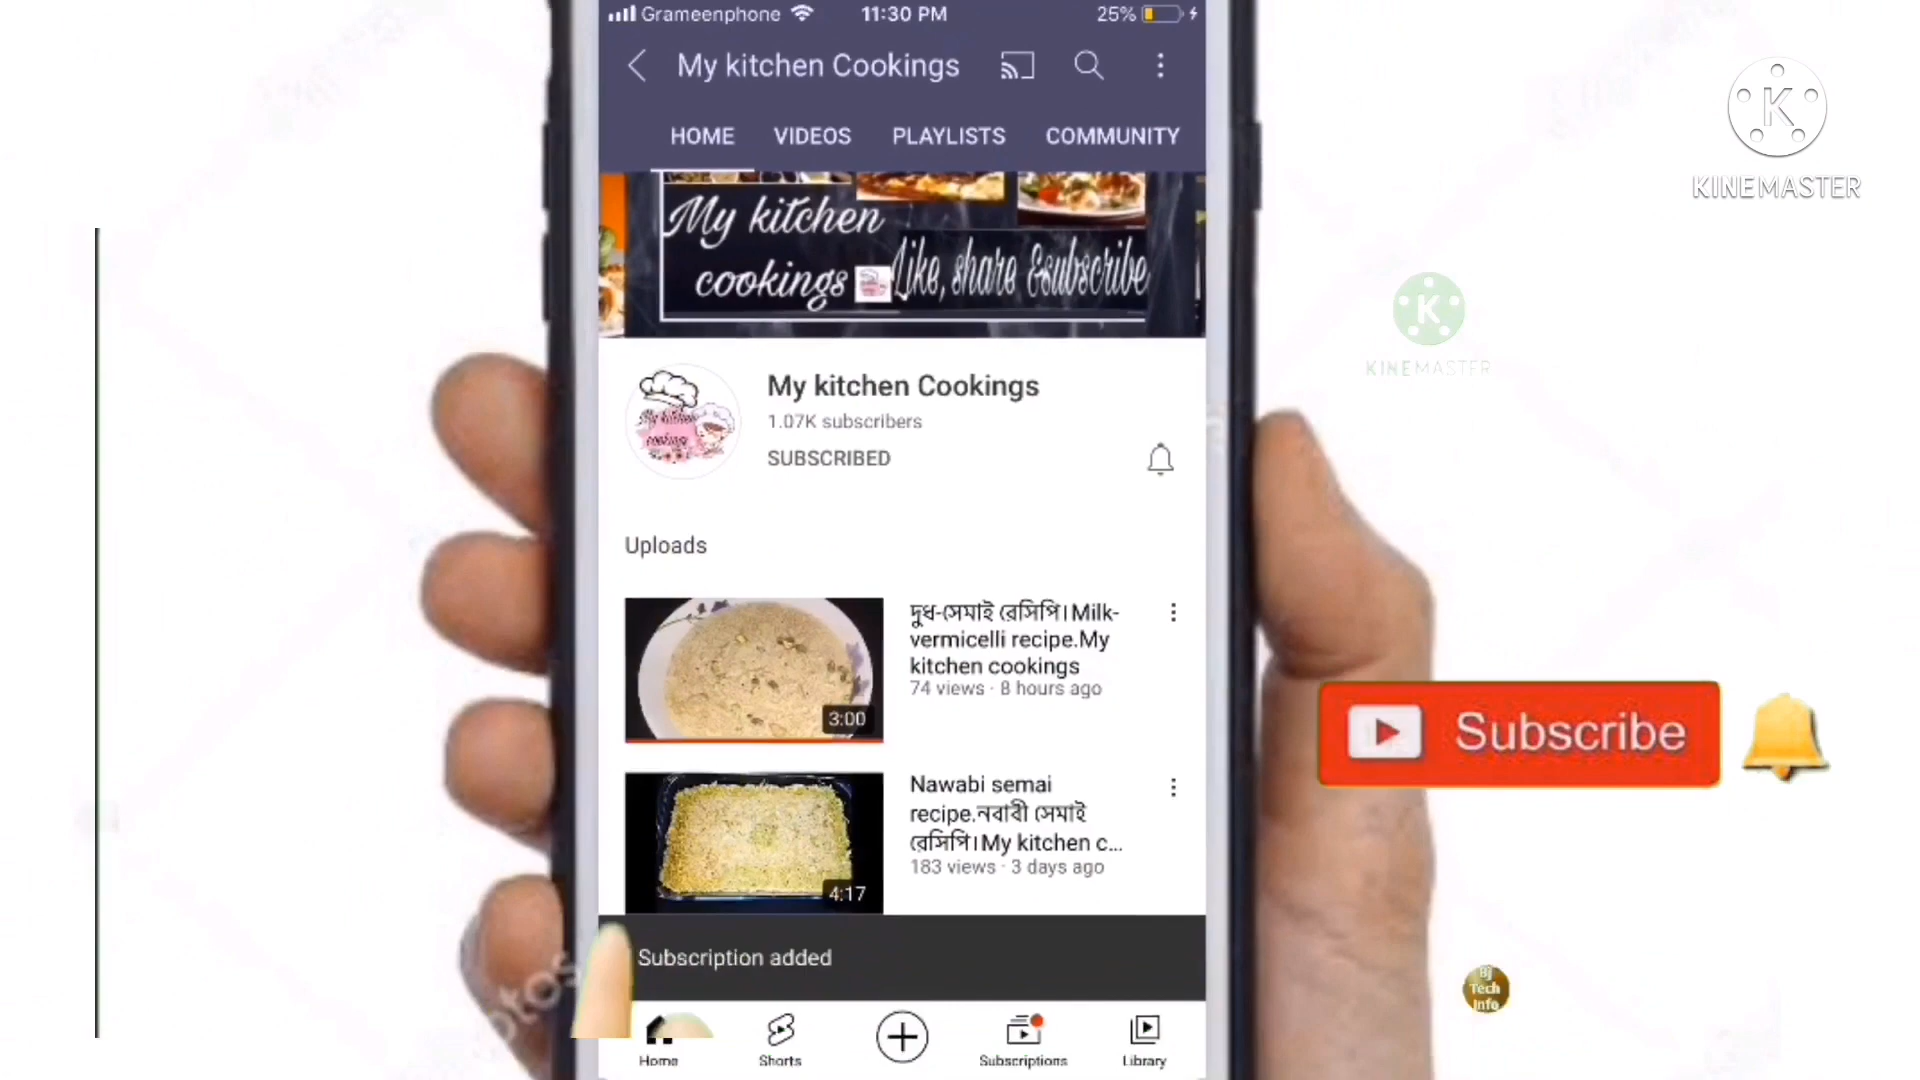 Grameenphone
11:30 PM
25%
My kitchen Cookings
HOME
VIDEOS
PLAYLISTS
COMMUNITY
My kitchen
cookings
Like, share &subscribe
My kitchen Cookings
1.07K subscribers
SUBSCRIBED
Uploads
দুধ-সেমাই রেসিপি।Milk-
vermicelli recipe.My
kitchen cookings
74 views · 8 hours ago
3:00
Nawabi semai
recipe.নবাবী সেমাই
রেসিপি।My kitchen c...
183 views · 3 days ago
4:17
Subscription added
Home
Shorts
Subscriptions
Library
K
KINEMASTER
K
KINEMASTER
Subscribe
Bj
Tech
Info